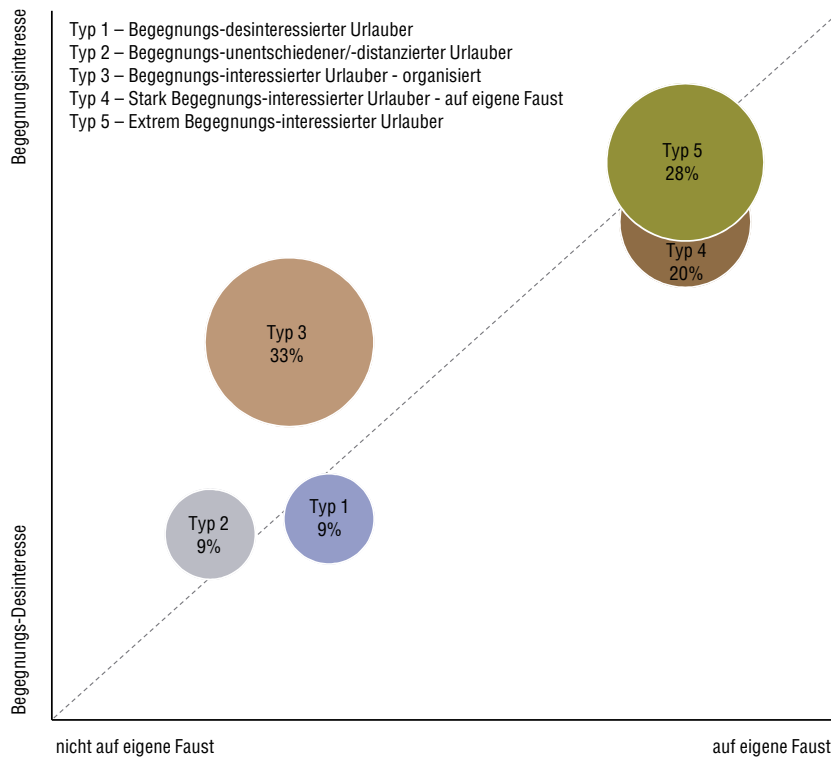 Begegnungsinteresse
Typ 1 – Begegnungs-desinteressierter Urlauber
Typ 2 – Begegnungs-unentschiedener/-distanzierter Urlauber
Typ 3 – Begegnungs-interessierter Urlauber - organisiert
Typ 4 – Stark Begegnungs-interessierter Urlauber - auf eigene Faust
Typ 5 – Extrem Begegnungs-interessierter Urlauber
Typ 5
28%
Typ 4
20%
Typ 3
33%
Typ 1
9%
Typ 2
9%
Begegnungs-Desinteresse
nicht auf eigene Faust
auf eigene Faust